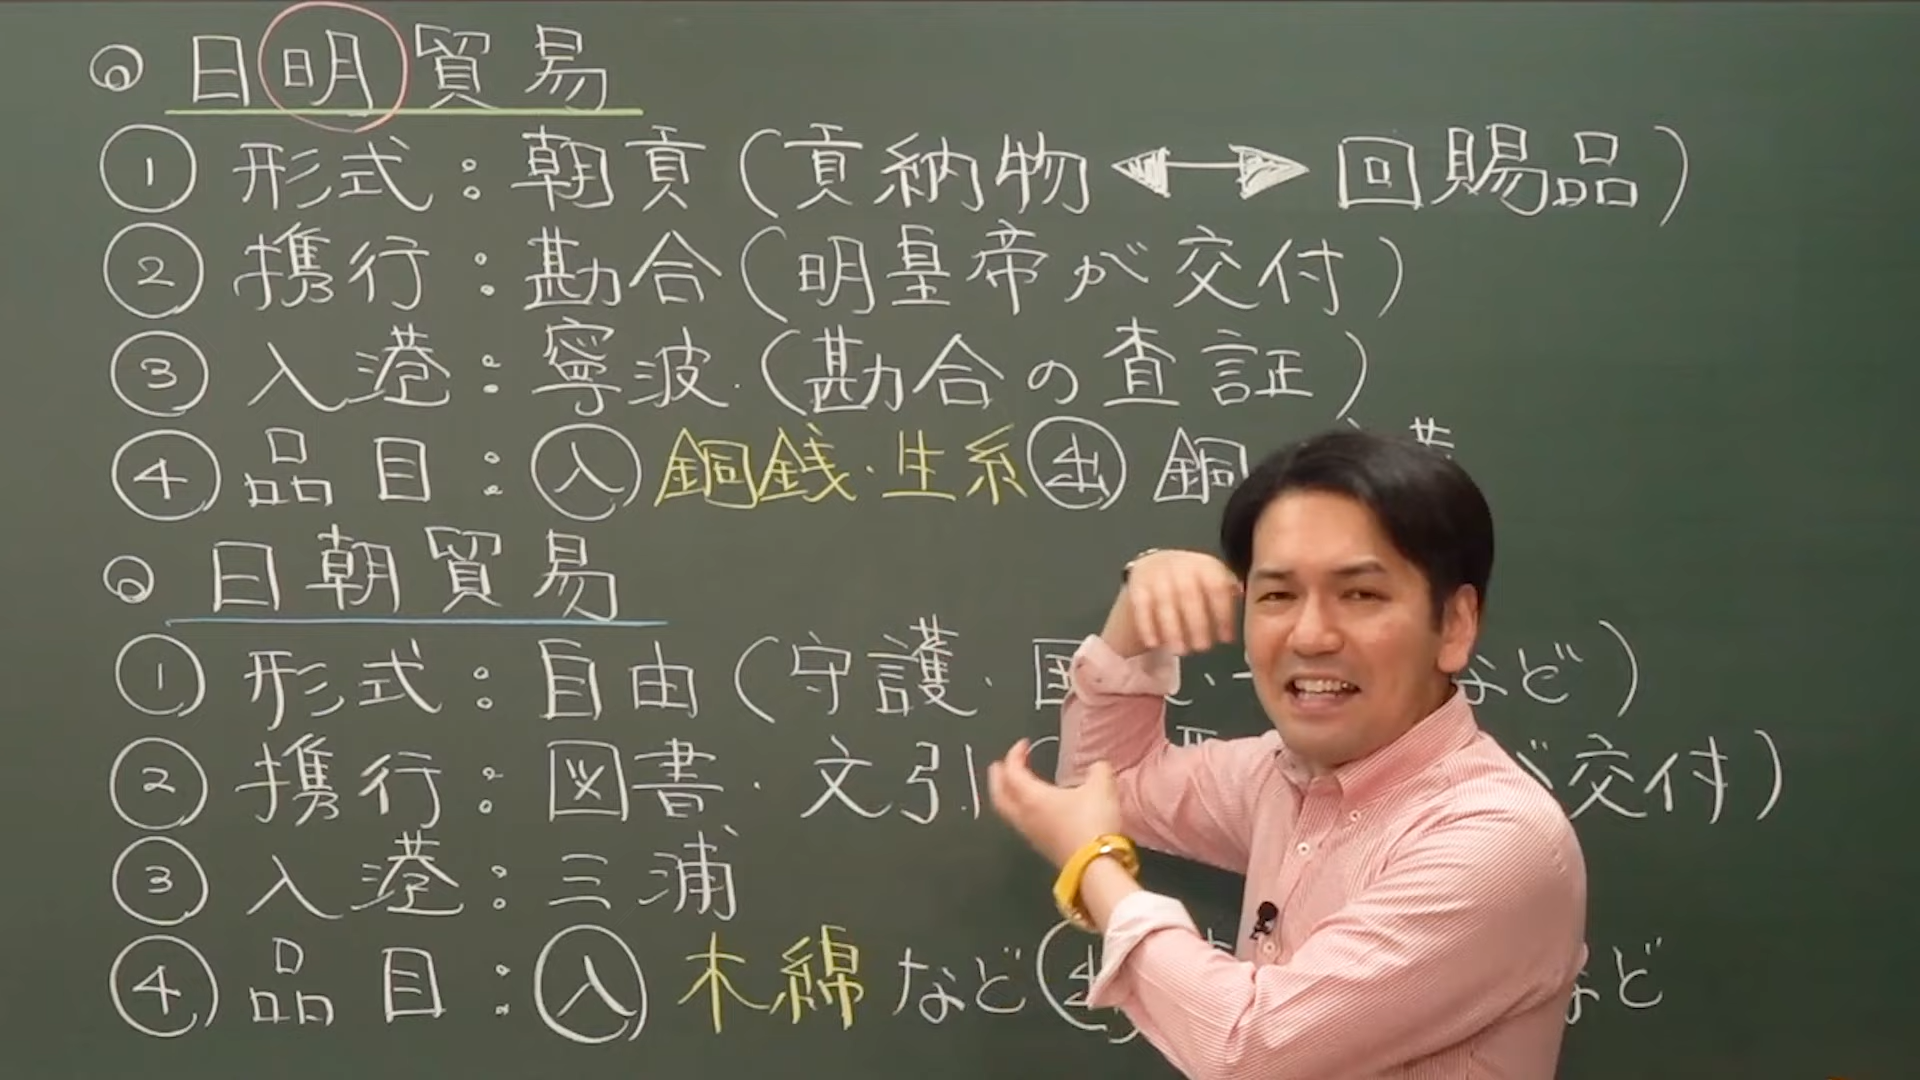 ◎ 日明貿易
① 形式：朝貢（貢納物 ↔ 回賜品）
② 携行：勘合（明皇帝が交付）
③ 入港：寧波（勘合の査証）
④ 品目：入 銅銭・生糸 出 銅
◎ 日朝貿易
① 形式：自由（守護・国 など）
② 携行：図書・文引 が交付）
③ 入港：三浦
④ 品目：入 木綿など 出 など